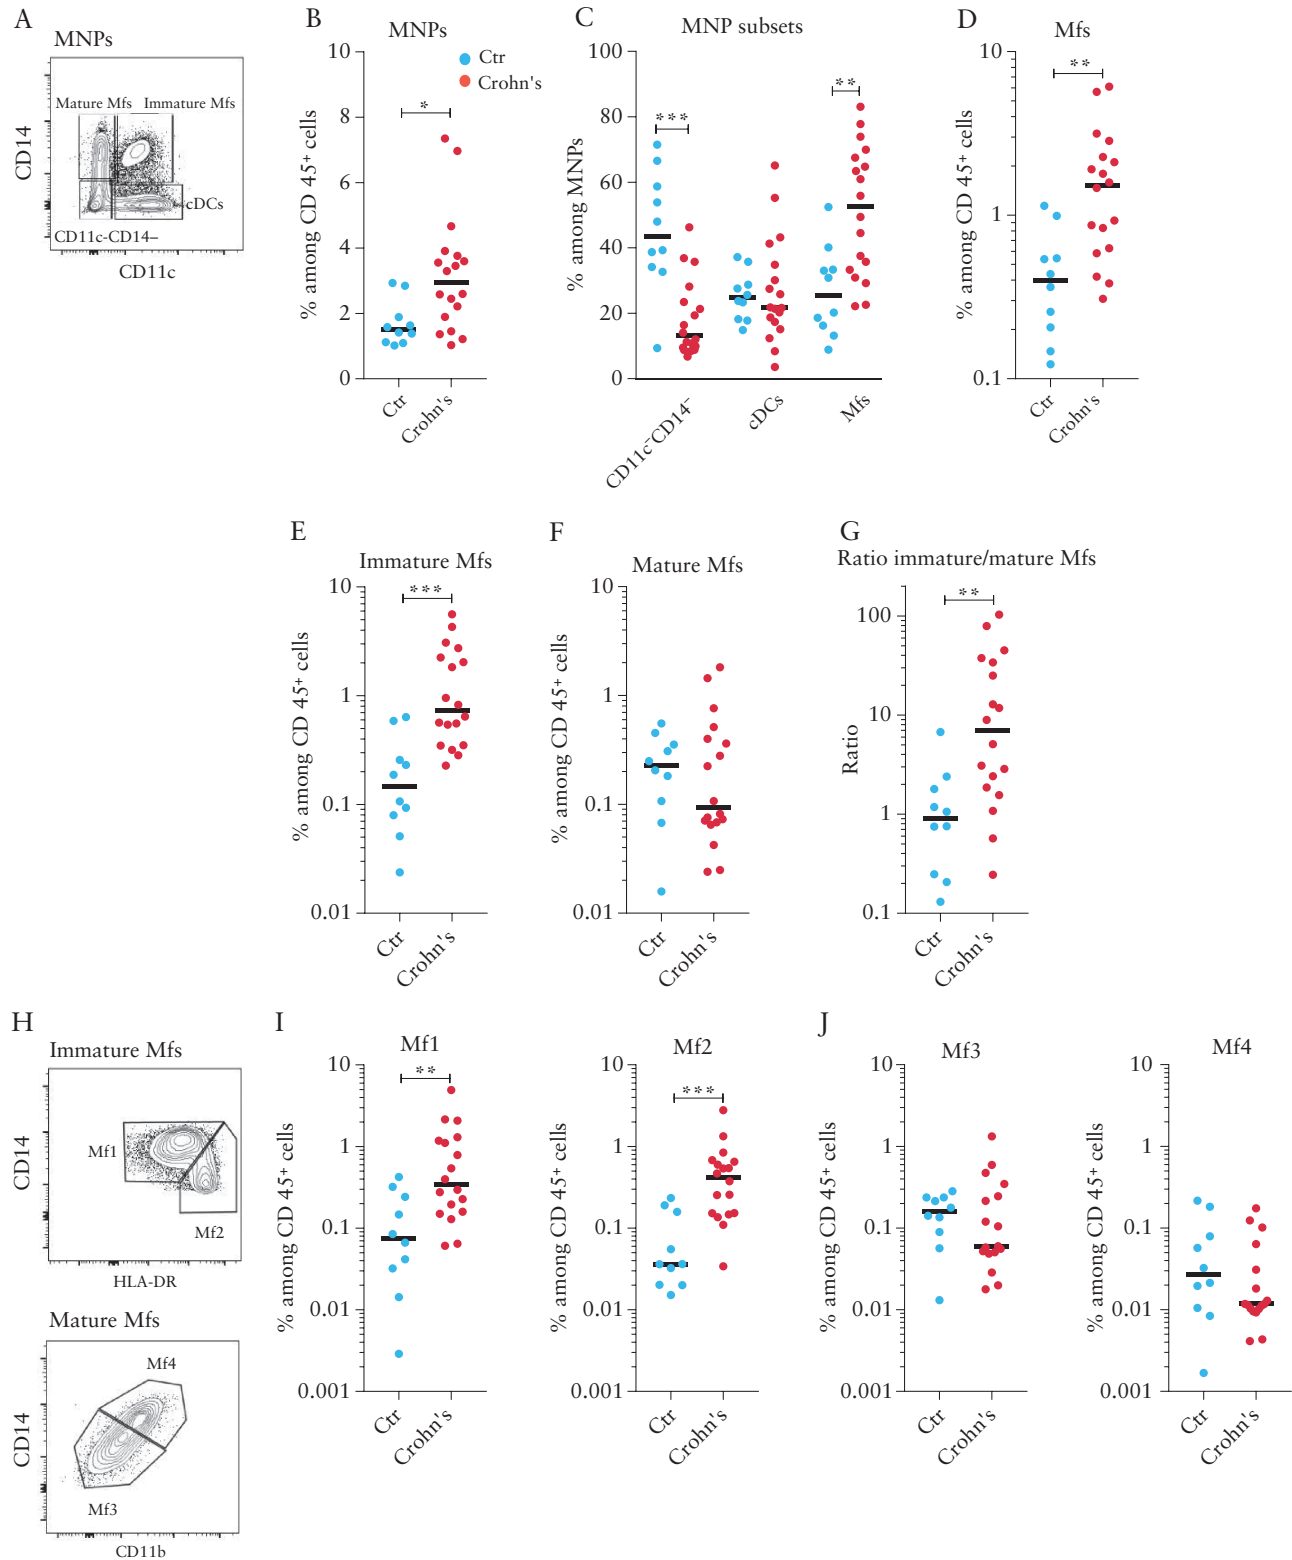 A
MNPs
Mature Mfs Immature Mfs
cDCs
CD11c-CD14–
CD14
CD11c
B
MNPs
Ctr
Crohn's
*
% among CD 45+ cells
10
8
6
4
2
0
Ctr
Crohn's
C
MNP subsets
***
**
% among MNPs
100
80
60
40
20
0
CD11c-CD14-
cDCs
Mfs
D
Mfs
**
% among CD 45+ cells
10
1
0.1
Ctr
Crohn's
E
Immature Mfs
***
% among CD 45+ cells
10
1
0.1
0.01
Ctr
Crohn's
F
Mature Mfs
% among CD 45+ cells
10
1
0.1
0.01
Ctr
Crohn's
G
Ratio immature/mature Mfs
**
Ratio
100
10
1
0.1
Ctr
Crohn's
H
Immature Mfs
Mf1
Mf2
CD14
HLA-DR
Mature Mfs
Mf4
Mf3
CD14
CD11b
I
Mf1
**
% among CD 45+ cells
10
1
0.1
0.01
0.001
Ctr
Crohn's
Mf2
***
% among CD 45+ cells
10
1
0.1
0.01
0.001
Ctr
Crohn's
J
Mf3
% among CD 45+ cells
10
1
0.1
0.01
0.001
Ctr
Crohn's
Mf4
% among CD 45+ cells
10
1
0.1
0.01
0.001
Ctr
Crohn's